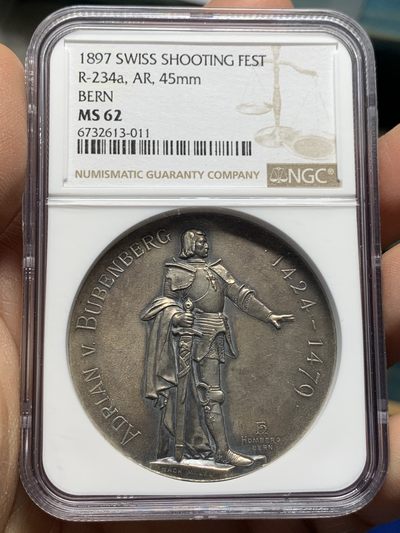 1897 SWISS SHOOTING FEST
R-234a, AR, 45mm
BERN
MS 62
6732613-011
NUMISMATIC GUARANTY COMPANY
NGC®
ADRIAN V. BUBENBERG
1424-1479
HOMBERG
BERN